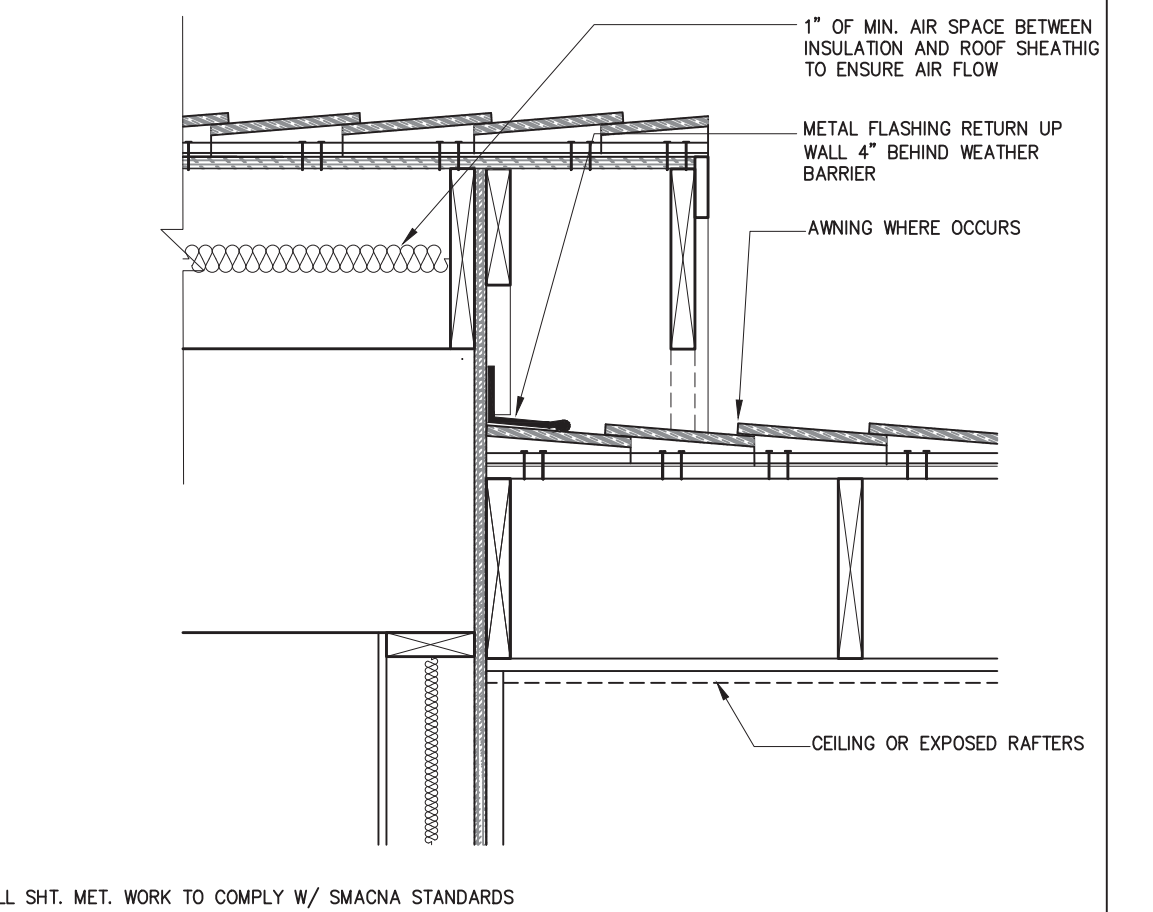 1” OF MIN. AIR SPACE BETWEEN
INSULATION AND ROOF SHEATHIG
TO ENSURE AIR FLOW
METAL FLASHING RETURN UP
WALL 4” BEHIND WEATHER
BARRIER
AWNING WHERE OCCURS
CEILING OR EXPOSED RAFTERS
LL SHT. MET. WORK TO COMPLY W/ SMACNA STANDARDS